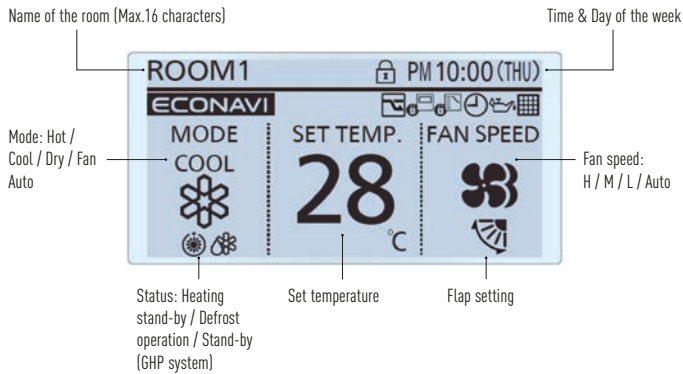 Name of the room (Max.16 characters)
Time & Day of the week
ROOM1 PM 10:00 (THU)
ECONAVI
MODE SET TEMP. FAN SPEED
COOL
28
°C
Mode: Hot /
Cool / Dry / Fan
Auto
Fan speed:
H / M / L / Auto
Status: Heating
stand-by / Defrost
operation / Stand-by
(GHP system)
Set temperature
Flap setting